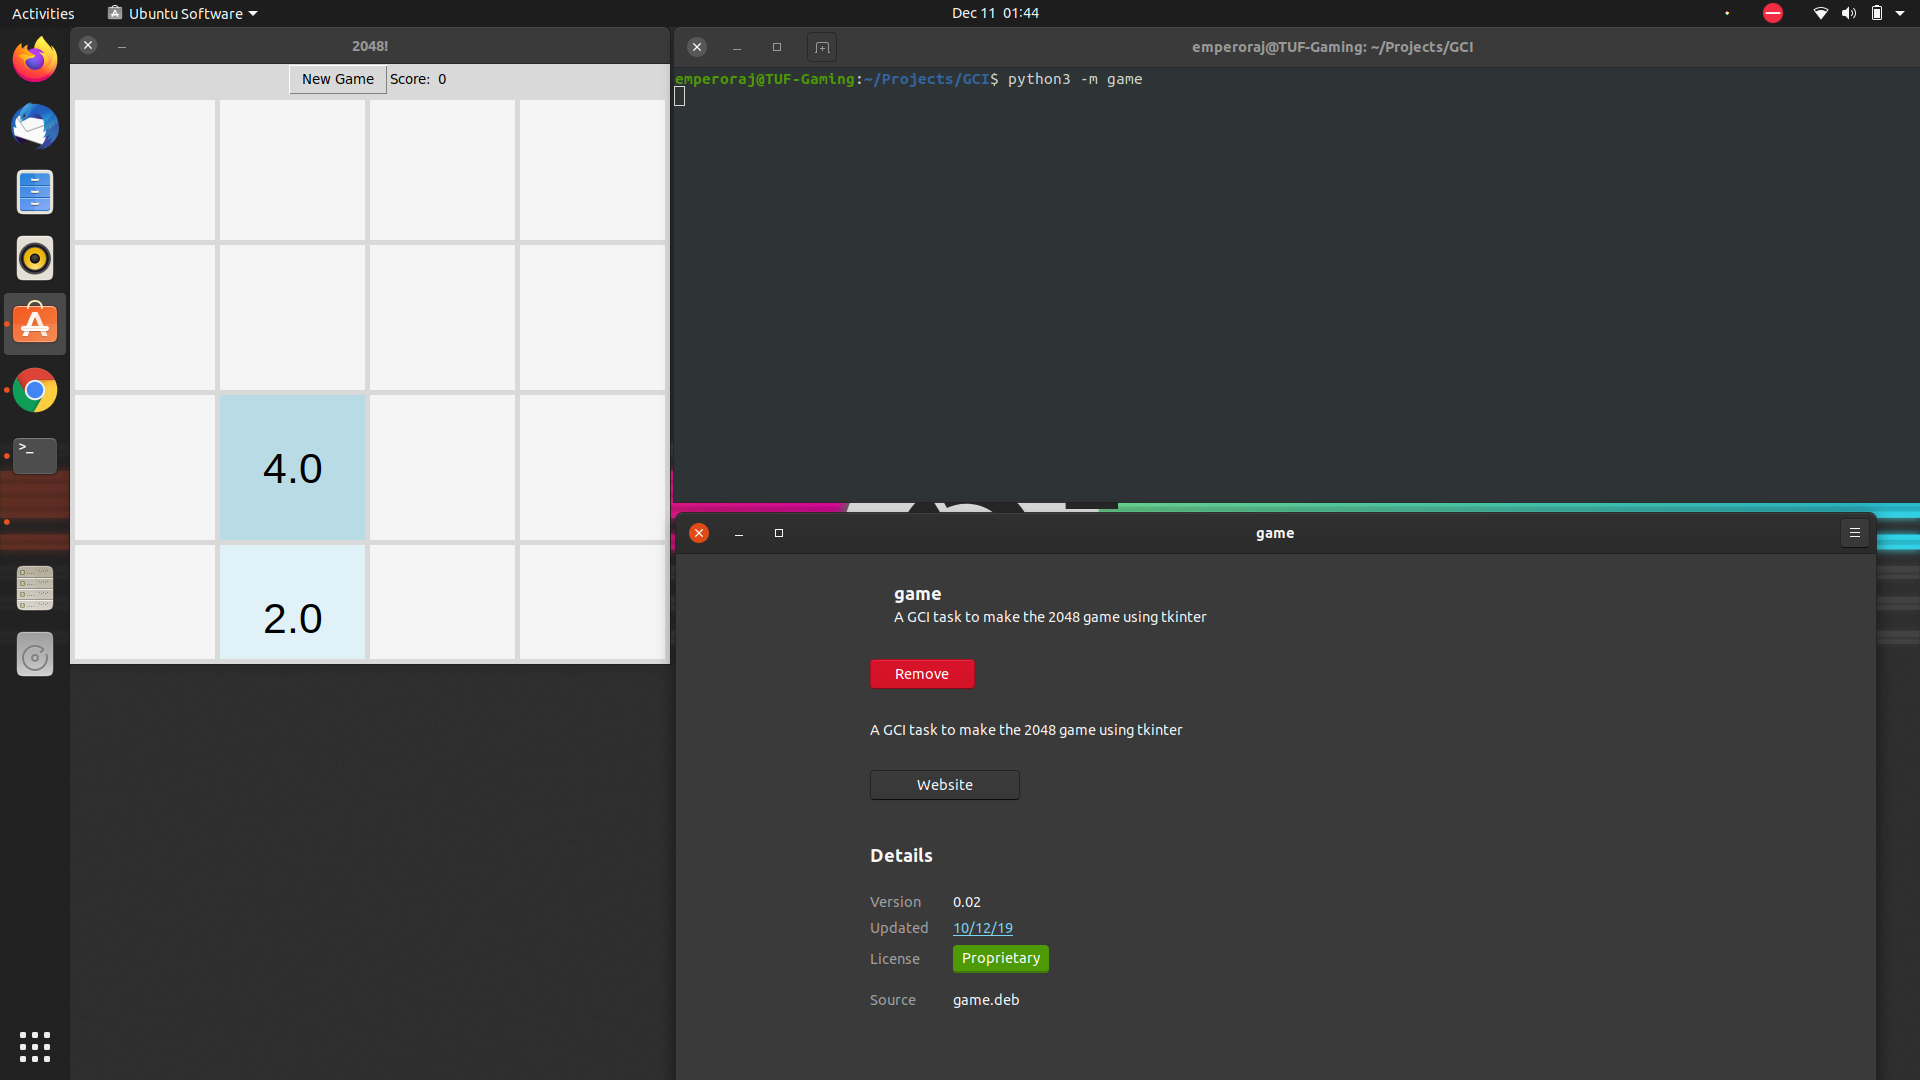 Activities
Ubuntu Software
Dec 11 01:44
2048!
New Game
Score: 0
4.0
2.0
emperoraj@TUF-Gaming: ~/Projects/GCI
emperoraj@TUF-Gaming:~/Projects/GCI$ python3 -m game
game
game
A GCI task to make the 2048 game using tkinter
Remove
A GCI task to make the 2048 game using tkinter
Website
Details
Version 0.02
Updated 10/12/19
License Proprietary
Source game.deb